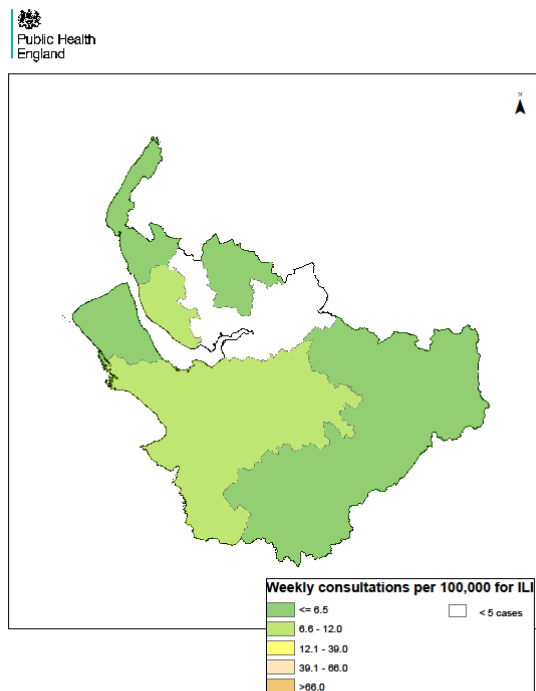 Public Health
England
N
Weekly consultations per 100,000 for ILI
<= 6.5
< 5 cases
6.6 - 12.0
12.1 - 39.0
39.1 - 66.0
>66.0